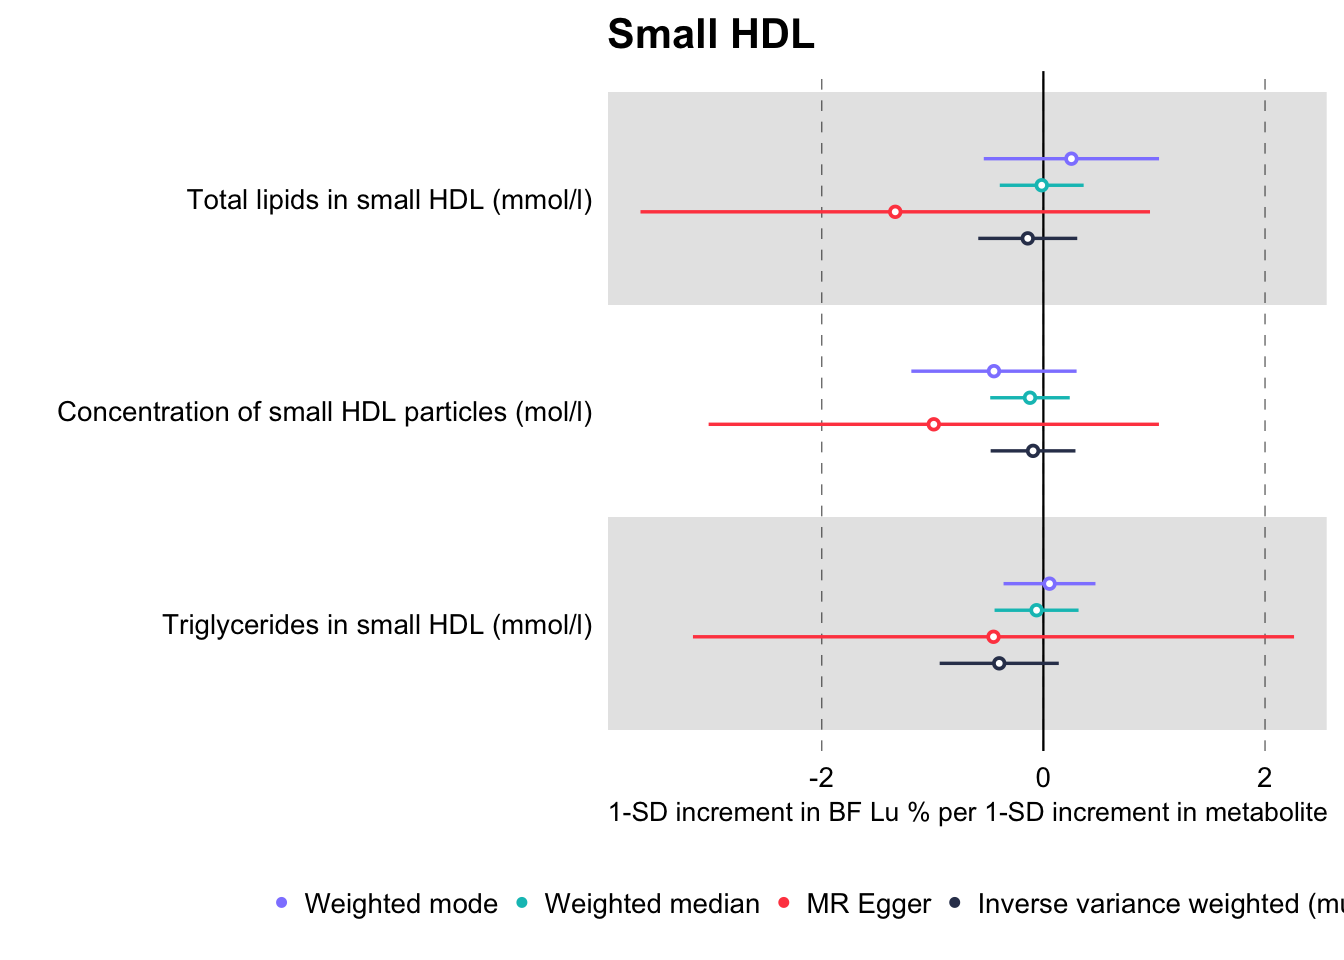 Small HDL
Total lipids in small HDL (mmol/l)
Concentration of small HDL particles (mol/l)
Triglycerides in small HDL (mmol/l)
-2 0 2
1-SD increment in BF Lu % per 1-SD increment in metabolite
Weighted mode Weighted median MR Egger Inverse variance weighted